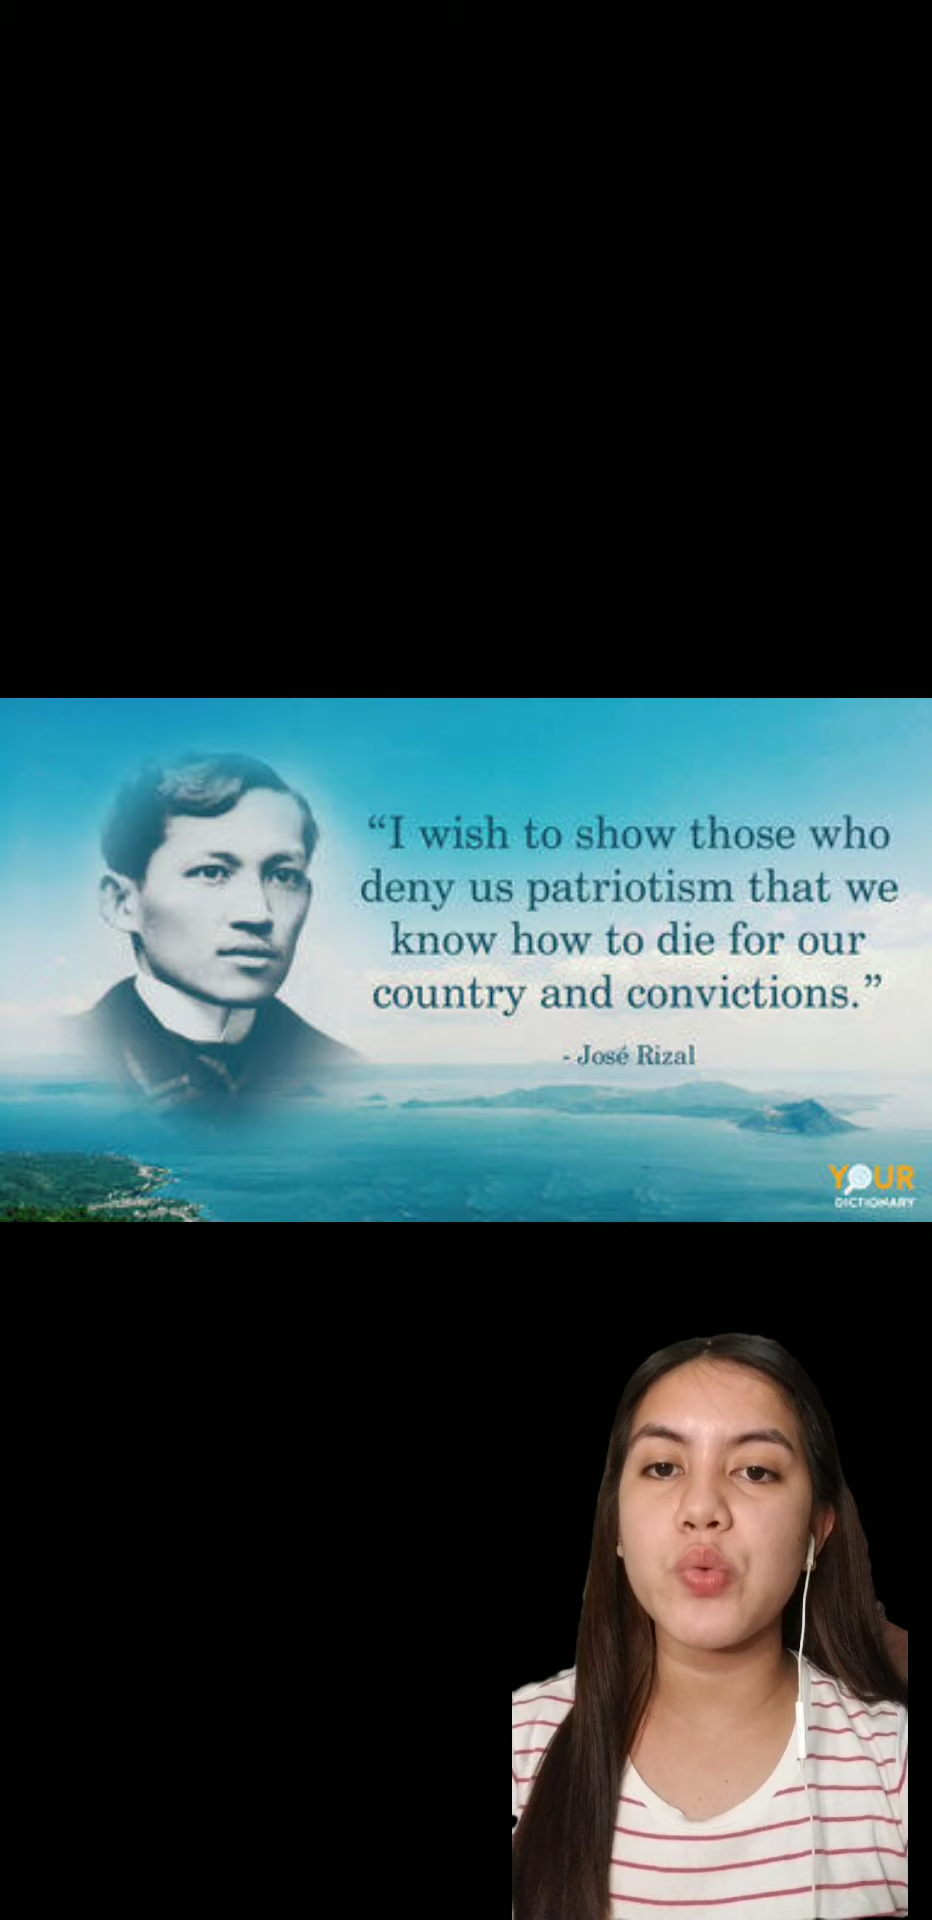 “I wish to show those who
deny us patriotism that we
know how to die for our
country and convictions.”
- José Rizal
YOUR
DICTIONARY